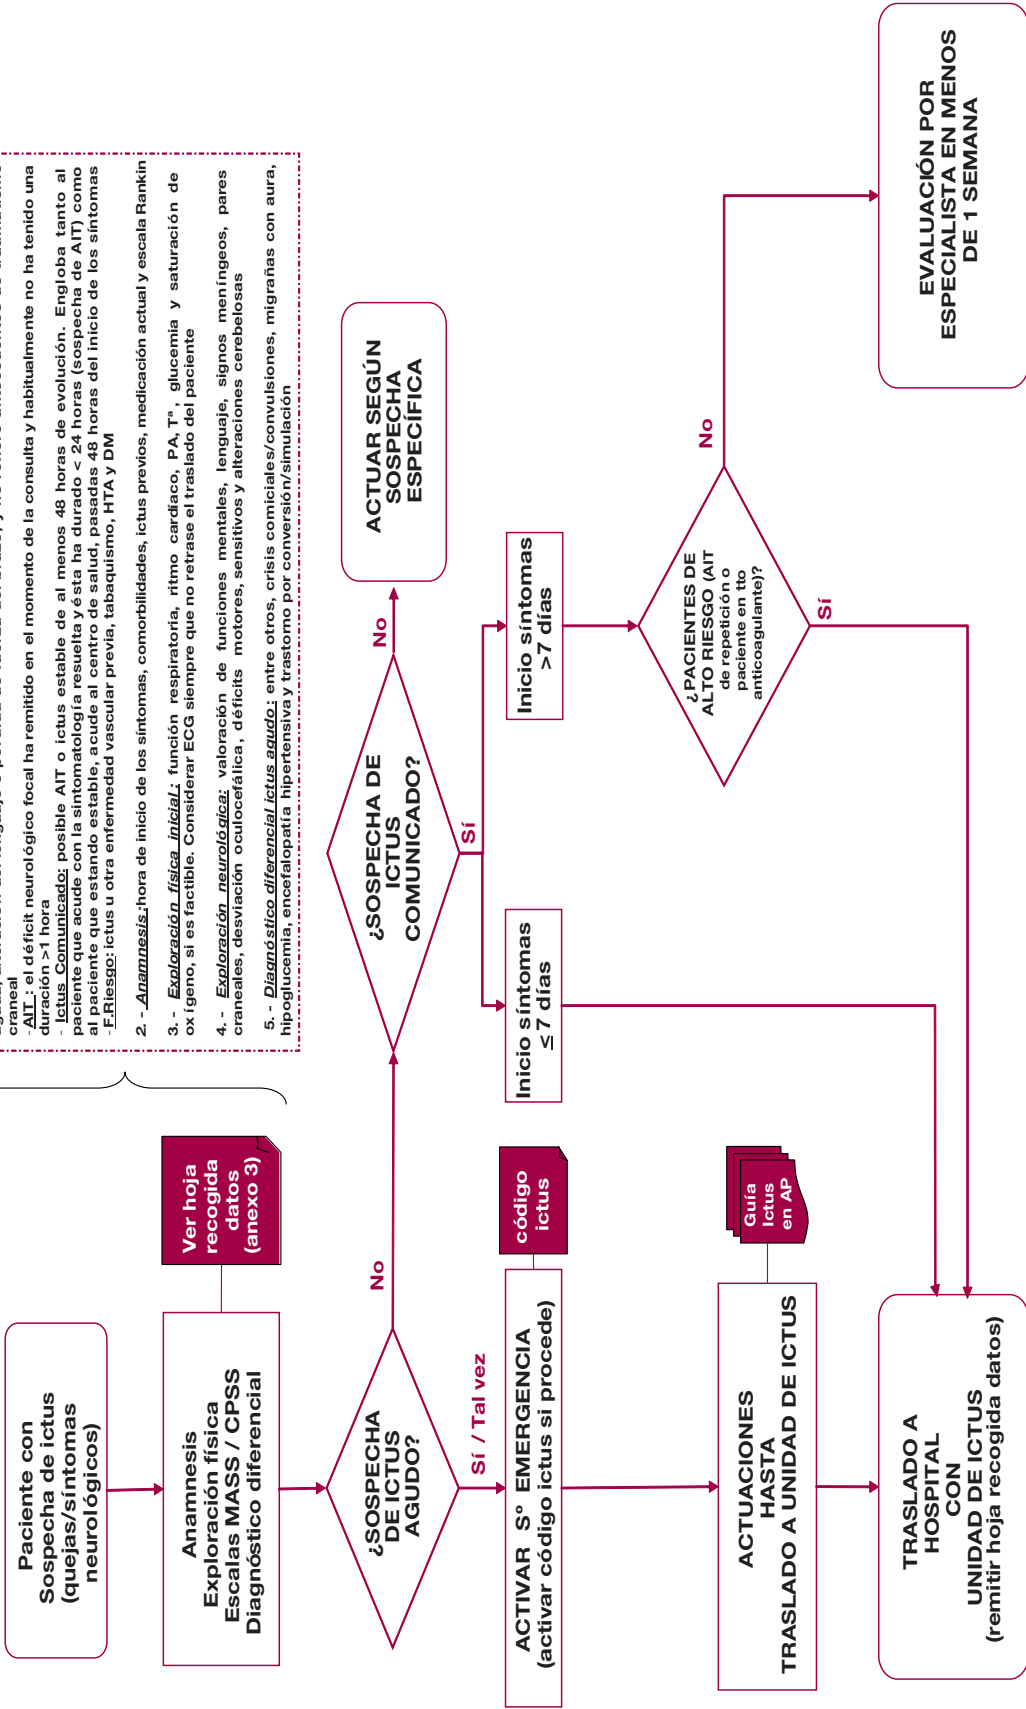 craneal
- AIT : el déficit neurológico focal ha remitido en el momento de la consulta y habitualmente no ha tenido una
duración >1 hora
- Ictus Comunicado: posible AIT o ictus estable de al menos 48 horas de evolución. Engloba tanto al
paciente que acude con la sintomatología resuelta y ésta ha durado < 24 horas (sospecha de AIT) como
al paciente que estando estable, acude al centro de salud, pasadas 48 horas del inicio de los síntomas
- F.Riesgo: ictus u otra enfermedad vascular previa, tabaquismo, HTA y DM
2. - Anamnesis :hora de inicio de los síntomas, comorbilidades, ictus previos, medicación actual y escala Rankin
3. - Exploración física inicial : función respiratoria, ritmo cardíaco, PA, Tª , glucemia y saturación de
oxígeno, si es factible. Considerar ECG siempre que no retrase el traslado del paciente
4. - Exploración neurológica: valoración de funciones mentales, lenguaje, signos meníngeos, pares
craneales, desviación oculocefálica, déficits motores, sensitivos y alteraciones cerebelosas
5. - Diagnóstico diferencial ictus agudo : entre otros, crisis comiciales/convulsiones, migrañas con aura,
hipoglucemia, encefalopatía hipertensiva y trastorno por conversión/simulación
Paciente con
Sospecha de ictus
(quejas/síntomas
neurológicos)
Anamnesis
Exploración física
Escalas MASS / CPSS
Diagnóstico diferencial
Ver hoja
recogida
datos
(anexo 3)
¿SOSPECHA
DE ICTUS
AGUDO?
No
Sí / Tal vez
¿SOSPECHA DE
ICTUS
COMUNICADO?
No
Sí
ACTUAR SEGÚN
SOSPECHA
ESPECÍFICA
ACTIVAR Sº EMERGENCIA
(activar código ictus si procede)
código
ictus
Inicio síntomas
≤ 7 días
Inicio síntomas
>7 días
¿PACIENTES DE
ALTO RIESGO (AIT
de repetición o
paciente en tto
anticoagulante)?
No
Sí
ACTUACIONES
HASTA
TRASLADO A UNIDAD DE ICTUS
Guía
Ictus
en AP
TRASLADO A
HOSPITAL
CON
UNIDAD DE ICTUS
(remitir hoja recogida datos)
EVALUACIÓN POR
ESPECIALISTA EN MENOS
DE 1 SEMANA